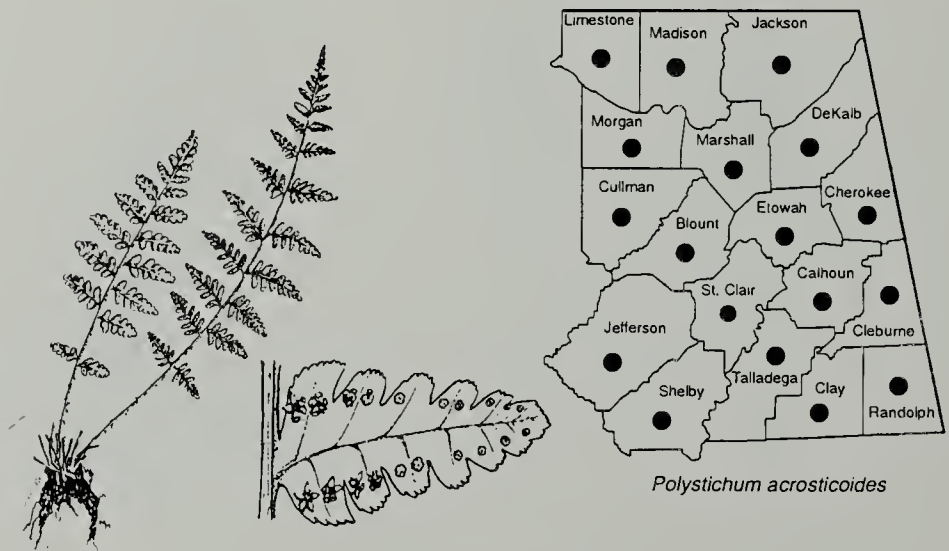 Limestone
Madison
Jackson
Morgan
Marshall
DeKalb
Cullman
Blount
Etowah
Cherokee
St. Clair
Calhoun
Jefferson
Cleburne
Shelby
Talladega
Clay
Randolph
Polystichum acrosticoides